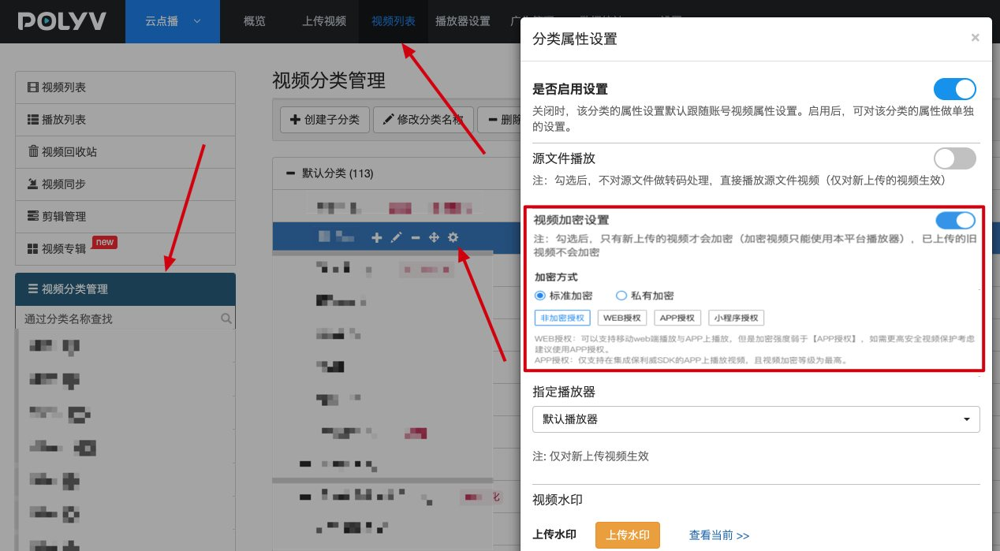 POLYV
云点播
概览
上传视频
视频列表
播放器设置
视频列表
播放列表
视频回收站
视频同步
剪辑管理
视频专辑
new
视频分类管理
通过分类名称查找
视频分类管理
创建子分类
修改分类名称
删除
默认分类 (113)
分类属性设置
×
是否启用设置
关闭时，该分类的属性设置默认跟随账号视频属性设置。启用后，可对该分类的属性做单独
的设置。
源文件播放
注：勾选后，不对源文件做转码处理，直接播放源文件视频（仅对新上传的视频生效）
视频加密设置
注：勾选后，只有新上传的视频才会加密（加密视频只能使用本平台播放器），已上传的旧
视频不会加密
加密方式
标准加密
私有加密
非加密授权
WEB授权
APP授权
小程序授权
WEB授权：可以支持移动web端播放与APP上播放，但是加密强度弱于【APP授权】，如需更高安全视频保护考虑
建议使用APP授权。
APP授权：仅支持在集成保利威SDK的APP上播放视频，且视频加密等级为最高。
指定播放器
默认播放器
注: 仅对新上传视频生效
视频水印
上传水印
上传水印
查看当前 >>